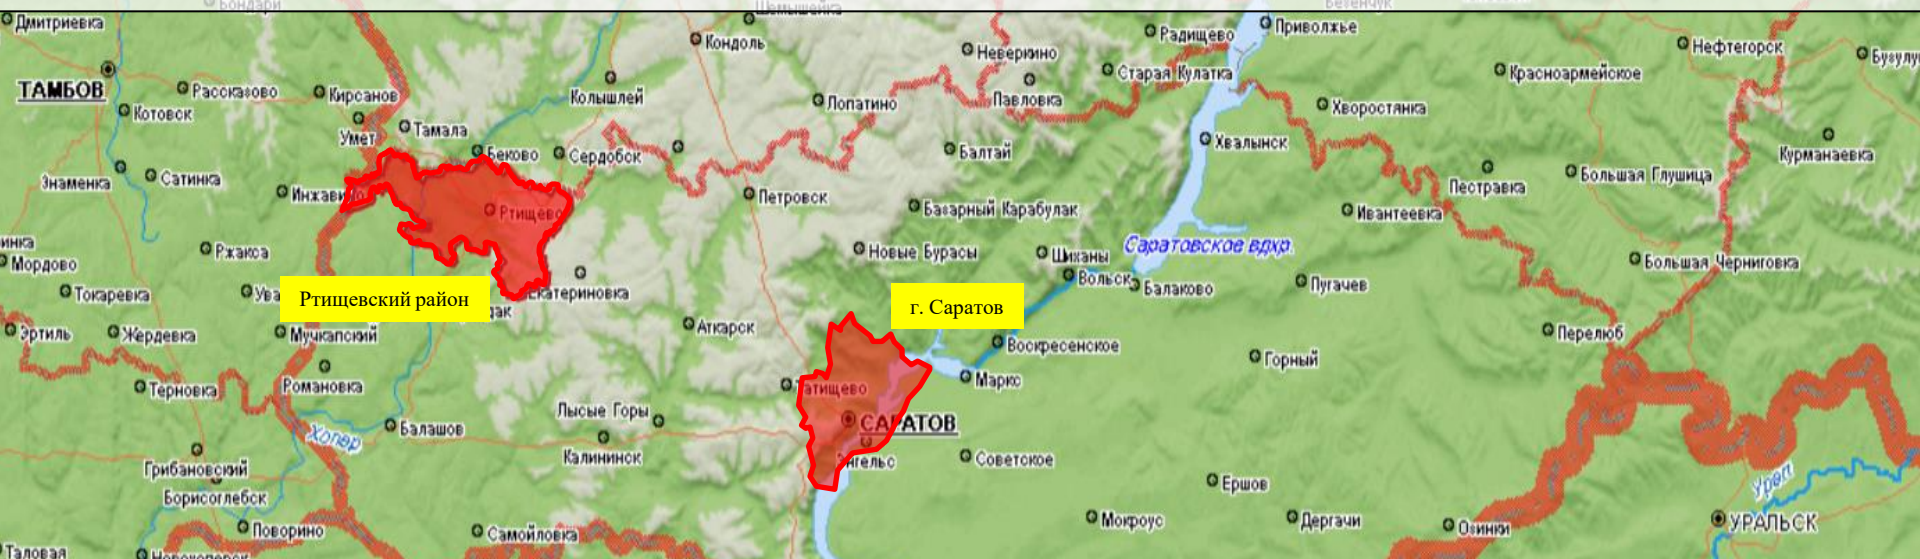 Бондари
Шемышейка
Безенчук
Дмитриевка
Кондоль
Неверкино
Радищево
Приволжье
Нефтегорск
ТАМБОВ
Рассказово
Кирсанов
Колышлей
Лопатино
Павловка
Старая Кулатка
Красноармейское
Котовск
Умёт
Тамала
Хворостянка
Беково
Сердобск
Балтай
Хвалынск
Курманаевка
Знаменка
Сатинка
Инжавино
Ртищево
Петровск
Базарный Карабулак
Пестравка
Большая Глушица
Ивантеевка
Мордово
Ржакса
Новые Бурасы
Шиханы
Саратовское вдхр.
Большая Черниговка
Токаревка
Ртищевский район
Екатериновка
г. Саратов
Вольск
Балаково
Пугачев
Эртиль
Жердевка
Мучкапский
Аткарск
Воскресенское
Горный
Перелюб
Терновка
Романовка
Татищево
Маркс
Хопер
Балашов
Лысые Горы
САРАТОВ
Калининск
Энгельс
Советское
Грибановский
Борисоглебск
Ершов
Урал
Поворино
Самойловка
Мокроус
Дергачи
Озинки
УРАЛЬСК
Таловая
Новохоперск